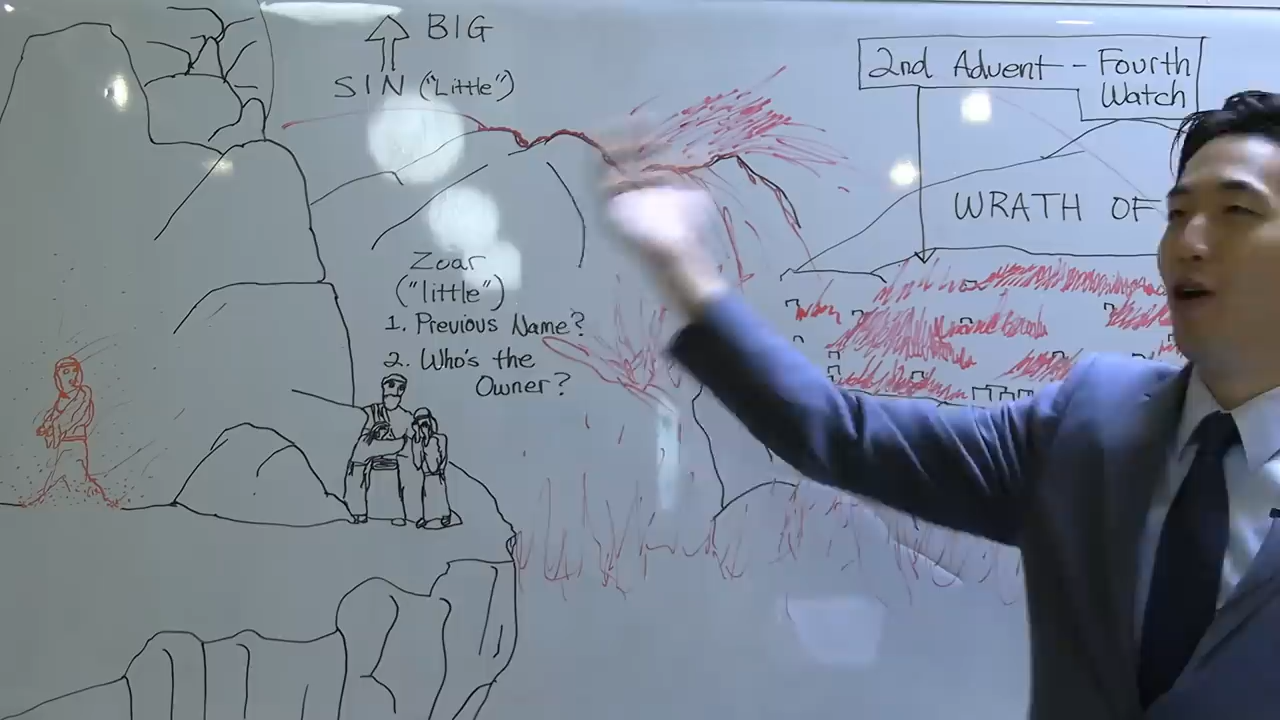 BIG
SIN ("Little")
Zoar
("little")
1. Previous Name?
2. Who's the
Owner?
2nd Advent - Fourth
Watch
WRATH OF